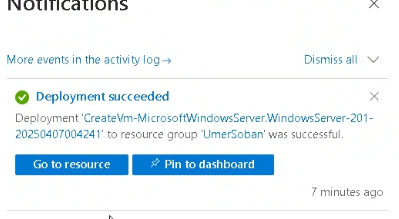 Notifications
More events in the activity log →
Dismiss all
Deployment succeeded
Deployment 'CreateVm-MicrosoftWindowsServer.WindowsServer-201-
20250407004241' to resource group 'UmerSoban' was successful.
Go to resource
Pin to dashboard
7 minutes ago